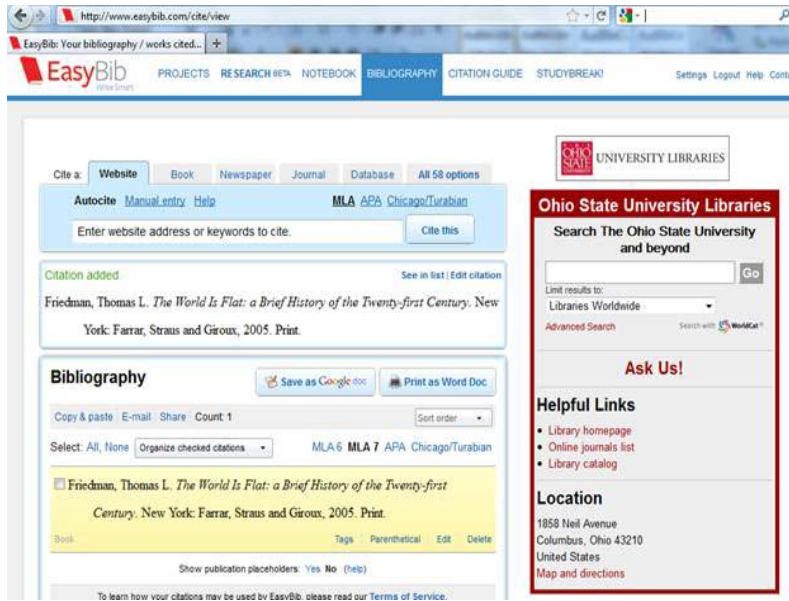 http://www.easybib.com/cite/view
EasyBib: Your bibliography / works cited...
EasyBib
PROJECTS RESEARCH BETA NOTEBOOK BIBLIOGRAPHY CITATION GUIDE STUDYBREAK!
Settings Logout Help
Cite a: Website Book Newspaper Journal Database All 58 options
Autocite Manual entry Help MLA APA Chicago/Turabian
Enter website address or keywords to cite. Cite this
Citation added. See in list | Edit citation
Friedman, Thomas L. The World Is Flat: a Brief History of the Twenty-first Century. New
York: Farrar, Straus and Giroux, 2005. Print.
Bibliography Save as Google doc Print as Word Doc
Copy & paste E-mail Share Count: 1 Sort order
Select: All, None Organize checked citations MLA 6 MLA 7 APA Chicago/Turabian
Friedman, Thomas L. The World Is Flat: a Brief History of the Twenty-first
Century. New York: Farrar, Straus and Giroux, 2005. Print.
Book Tags Parenthetical Edit Delete
Show publication placeholders: Yes No (help)
To learn how your citations may be used by EasyBib, please read our Terms of Service.
OHIO
STATE
UNIVERSITY LIBRARIES
Ohio State University Libraries
Search The Ohio State University
and beyond
Go
Limit results to:
Libraries Worldwide
Advanced Search Search with WorldCat
Ask Us!
Helpful Links
Library homepage
Online journals list
Library catalog
Location
1858 Neil Avenue
Columbus, Ohio 43210
United States
Map and directions